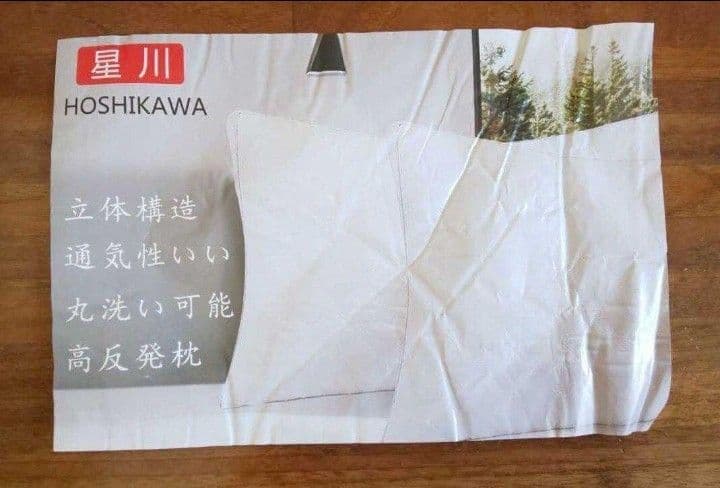 星川
HOSHIKAWA
立体構造
通気性いい
丸洗い可能
高反発枕